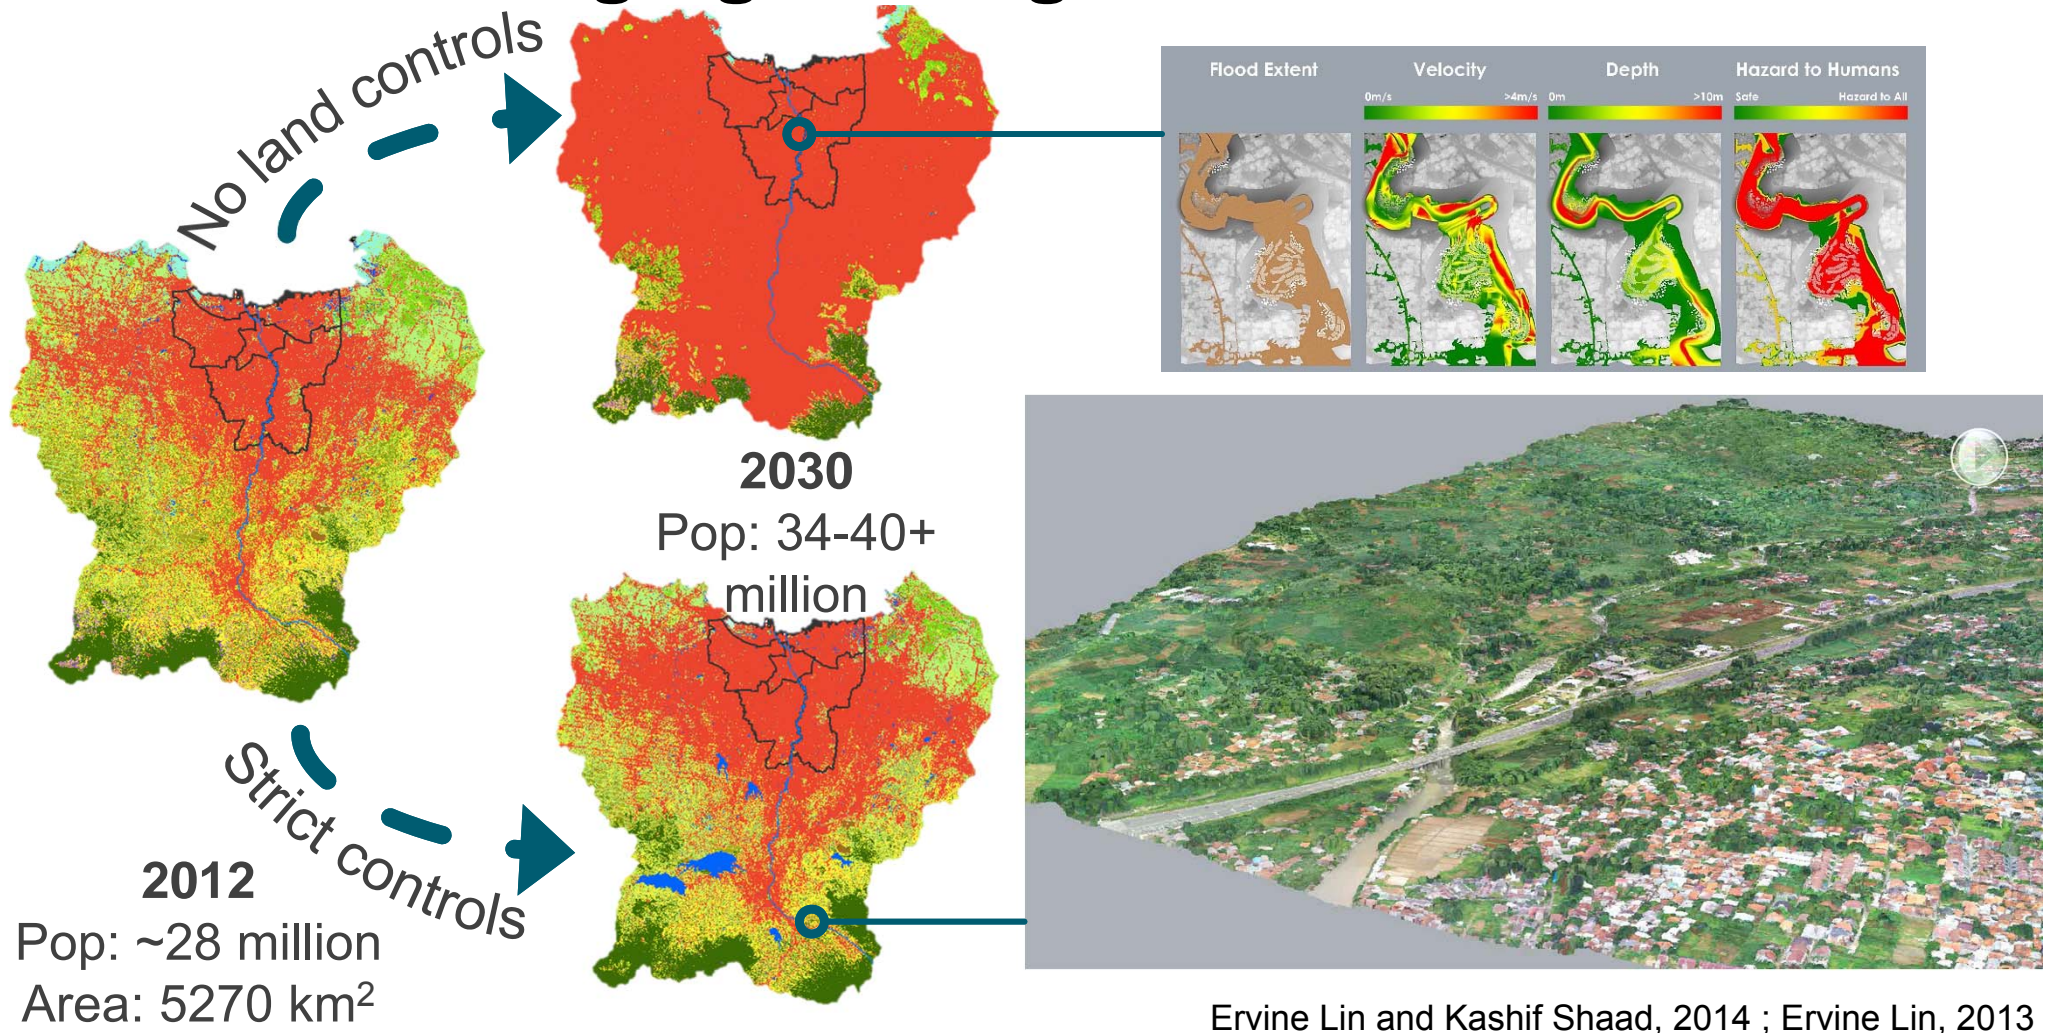 No land controls
Flood Extent
Velocity
Depth
Hazard to Humans
0m/s
>4m/s
0m
>10m
Safe
Hazard to All
2030
Pop: 34-40+
million
Strict controls
2012
Pop: ~28 million
Area: 5270 km²
Ervine Lin and Kashif Shaad, 2014 ; Ervine Lin, 2013